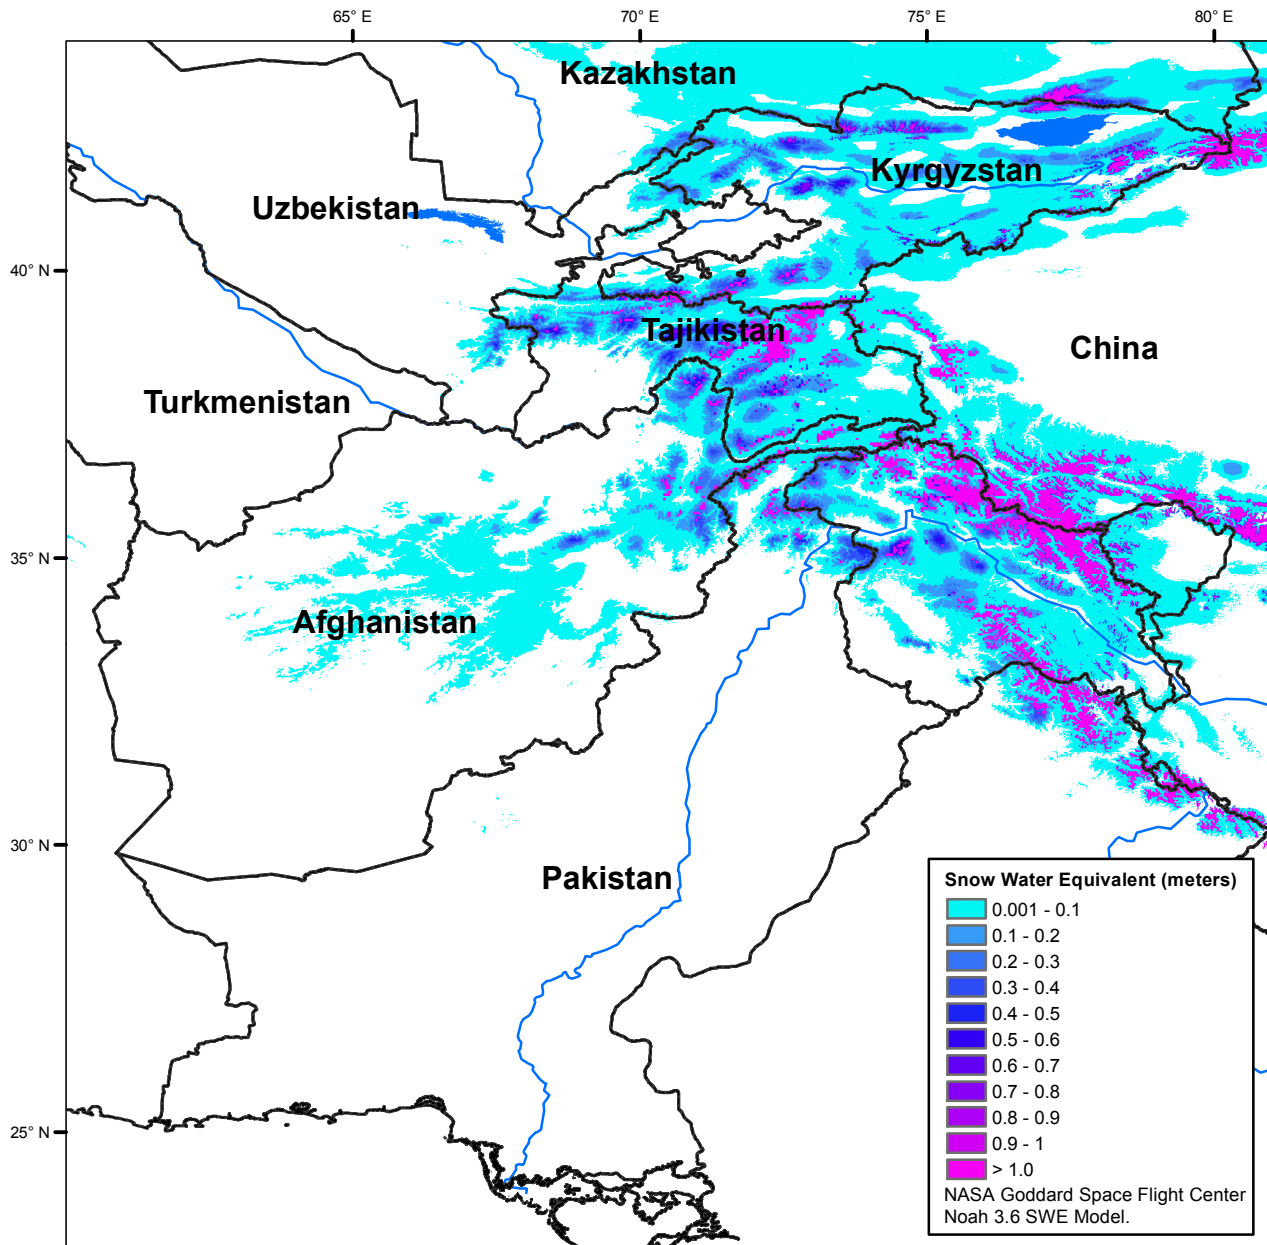 65° E
70° E
75° E
80° E
Kazakhstan
Kyrgyzstan
Uzbekistan
40° N
Tajikistan
China
Turkmenistan
35° N
Afghanistan
30° N
Pakistan
Snow Water Equivalent (meters)
0.001 - 0.1
0.1 - 0.2
0.2 - 0.3
0.3 - 0.4
0.4 - 0.5
0.5 - 0.6
0.6 - 0.7
0.7 - 0.8
0.8 - 0.9
0.9 - 1
> 1.0
NASA Goddard Space Flight Center
Noah 3.6 SWE Model.
25° N